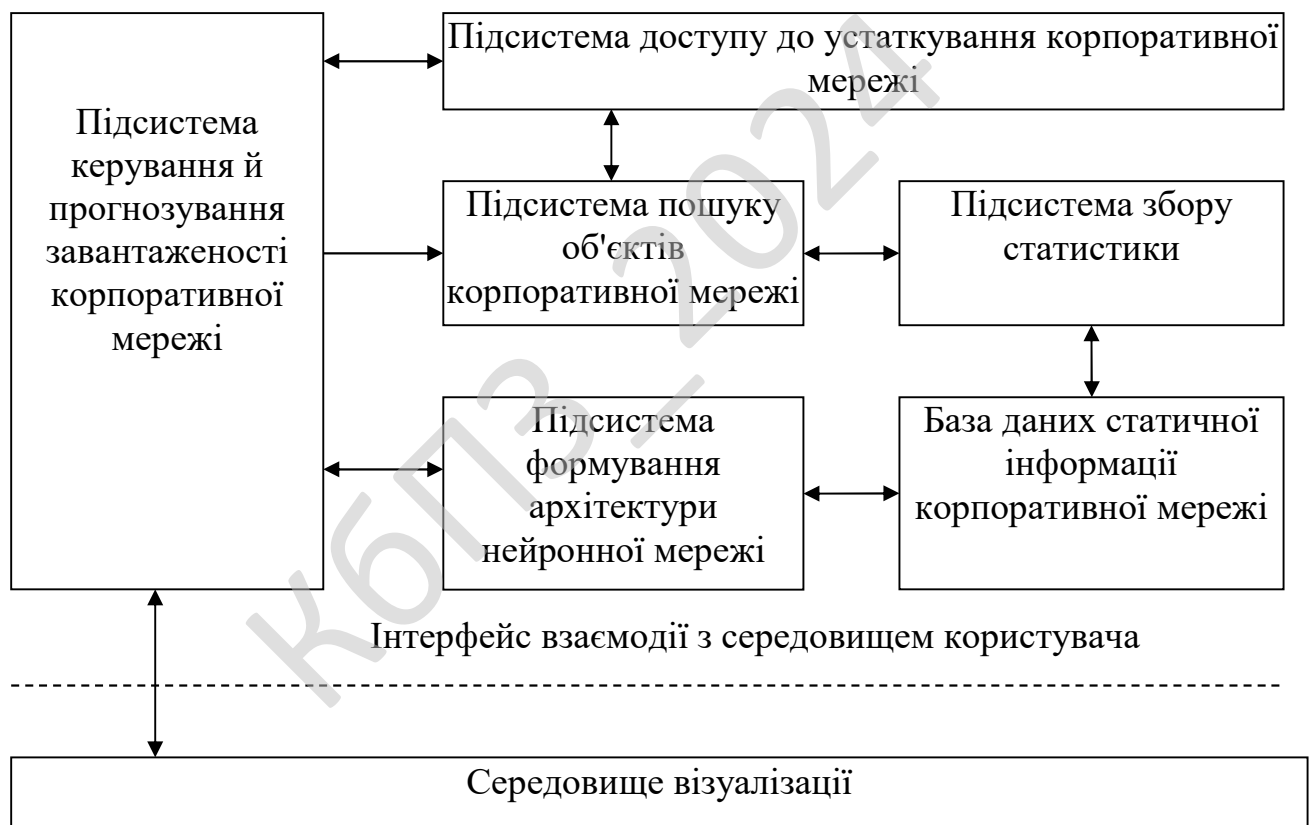 Підсистема доступу до устаткування корпоративної
мережі
Підсистема
керування й
прогнозування
завантаженості
корпоративної
мережі
Підсистема пошуку
об'єктів
корпоративної мережі
Підсистема збору
статистики
Підсистема
формування
архітектури
нейронної мережі
База даних статичної
інформації
корпоративної мережі
Інтерфейс взаємодії з середовищем користувача
Середовище візуалізації
КбПЗ_2024